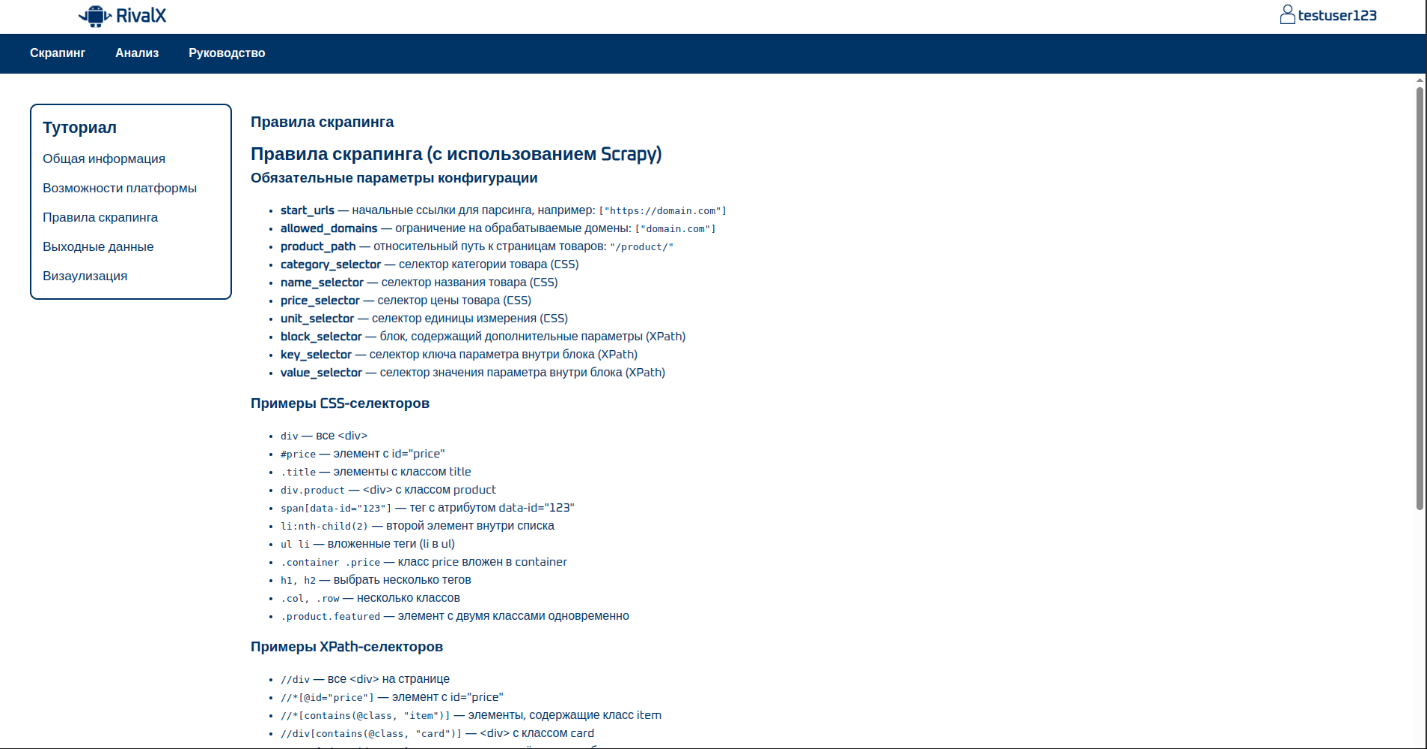 RivalX
testuser123
Скрапинг Анализ Руководство
Туториал
Общая информация
Возможности платформы
Правила скрапинга
Выходные данные
Визаулизация
Правила скрапинга
Правила скрапинга (с использованием Scrapy)
Обязательные параметры конфигурации
• start_urls — начальные ссылки для парсинга, например: ["https://domain.com"]
• allowed_domains — ограничение на обрабатываемые домены: ["domain.com"]
• product_path — относительный путь к страницам товаров: "/product/"
• category_selector — селектор категории товара (CSS)
• name_selector — селектор названия товара (CSS)
• price_selector — селектор цены товара (CSS)
• unit_selector — селектор единицы измерения (CSS)
• block_selector — блок, содержащий дополнительные параметры (XPath)
• key_selector — селектор ключа параметра внутри блока (XPath)
• value_selector — селектор значения параметра внутри блока (XPath)
Примеры CSS-селекторов
• div — все <div>
• #price — элемент с id="price"
• .title — элементы с классом title
• div.product — <div> с классом product
• span[data-id="123"] — тег с атрибутом data-id="123"
• li:nth-child(2) — второй элемент внутри списка
• ul li — вложенные теги (li в ul)
• .container .price — класс price вложен в container
• h1, h2 — выбрать несколько тегов
• .col, .row — несколько классов
• .product.featured — элемент с двумя классами одновременно
Примеры XPath-селекторов
• //div — все <div> на странице
• //*[@id="price"] — элемент с id="price"
• //*[contains(@class, "item")] — элементы, содержащие класс item
• //div[contains(@class, "card")] — <div> с классом card